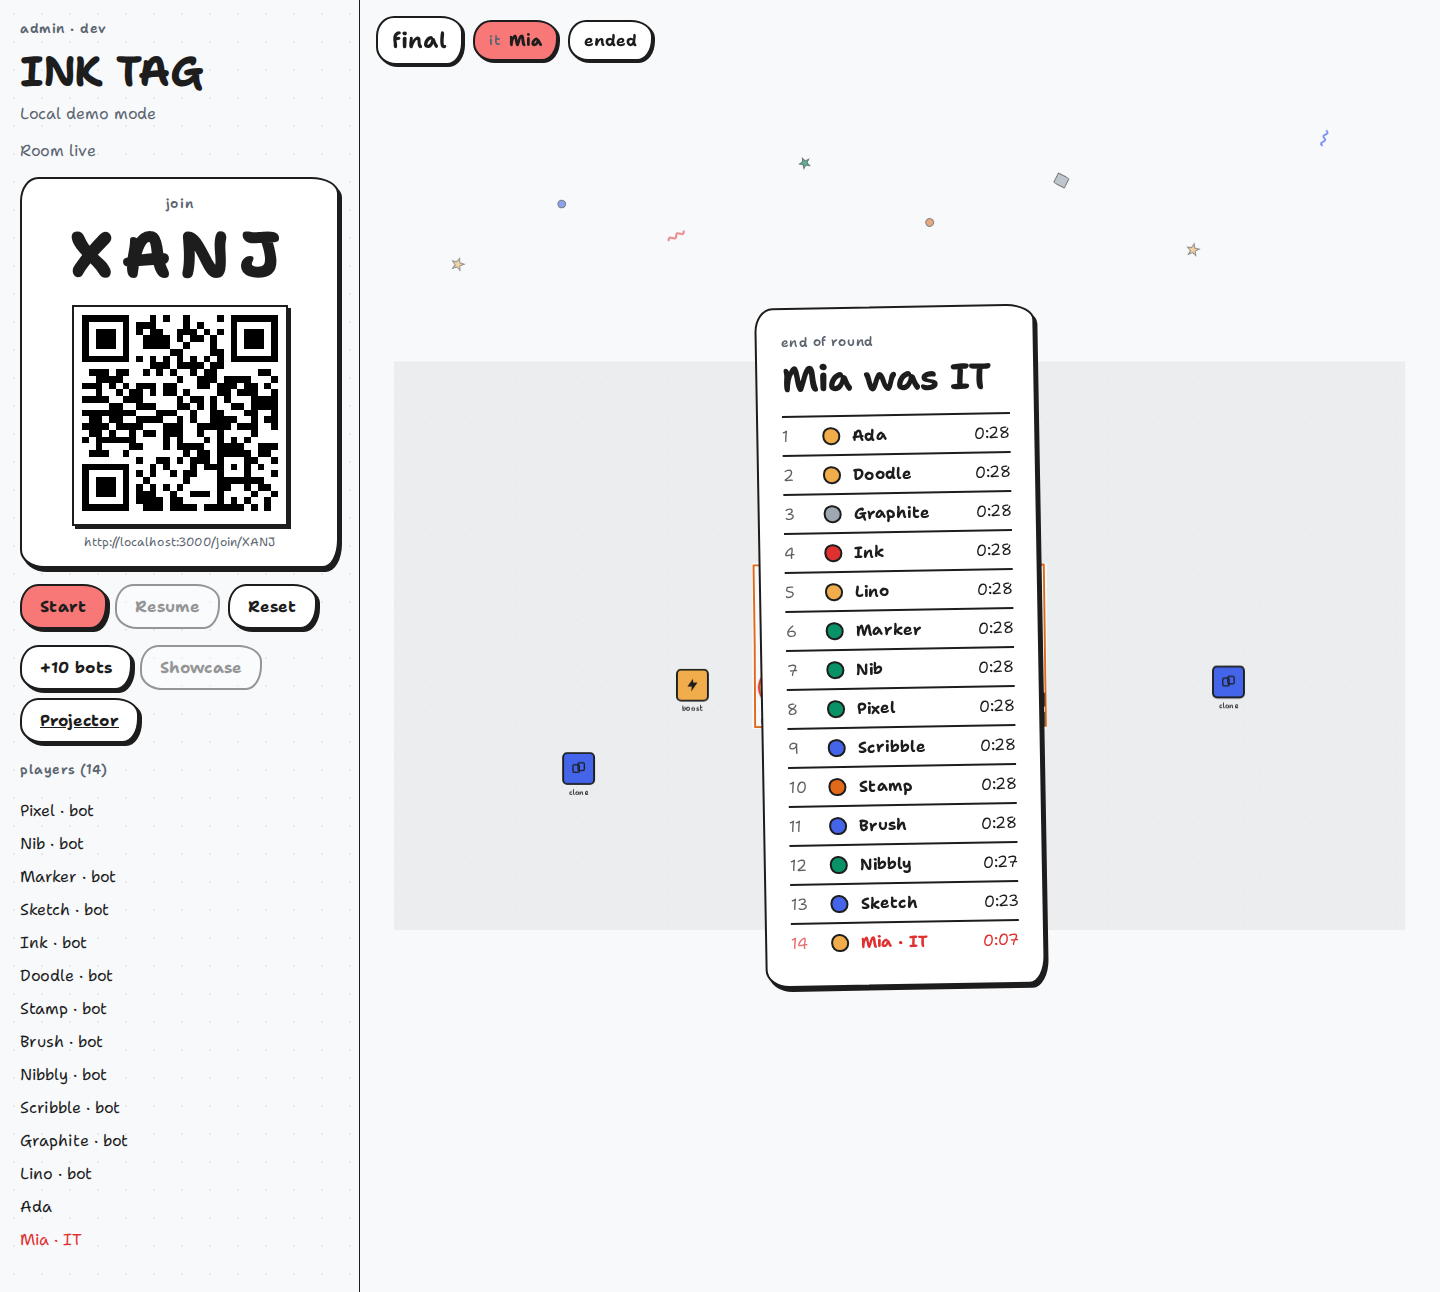 admin · dev
INK TAG
Local demo mode
Room live
join
XANJ
http://localhost:3000/join/XANJ
Start
Resume
Reset
+10 bots
Showcase
Projector
players (14)
Pixel · bot
Nib · bot
Marker · bot
Sketch · bot
Ink · bot
Doodle · bot
Stamp · bot
Brush · bot
Nibbly · bot
Scribble · bot
Graphite · bot
Lino · bot
Ada
Mia · IT
final
it Mia
ended
end of round
Mia was IT
1 Ada 0:28
2 Doodle 0:28
3 Graphite 0:28
4 Ink 0:28
5 Lino 0:28
6 Marker 0:28
7 Nib 0:28
8 Pixel 0:28
9 Scribble 0:28
10 Stamp 0:28
11 Brush 0:28
12 Nibbly 0:27
13 Sketch 0:23
14 Mia · IT 0:07
boost
clone
clone